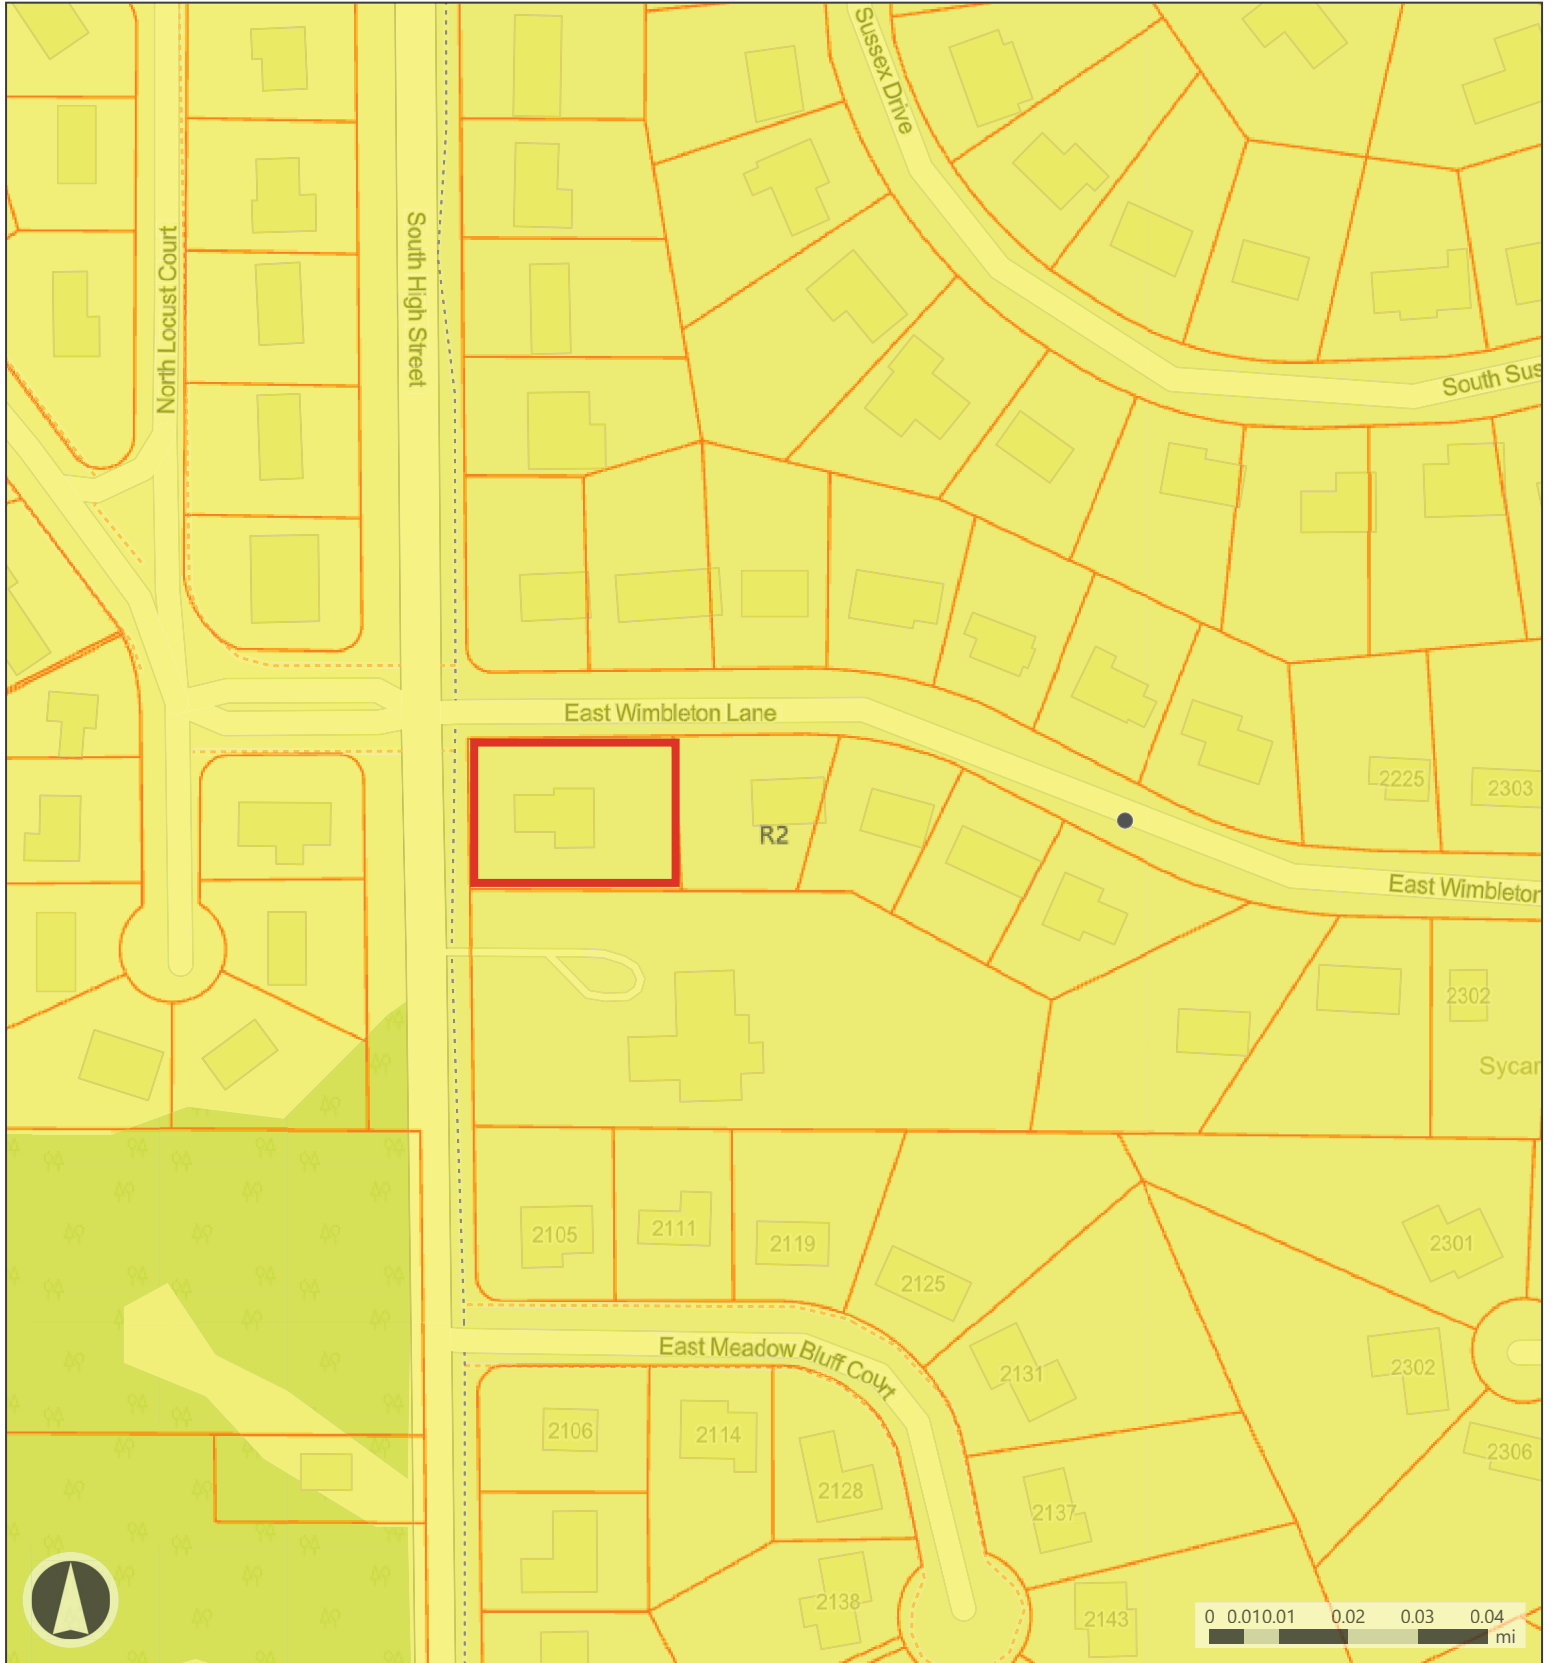 Sussex Drive
North Locust Court
South High Street
South Sus
East Wimbleton Lane
2225
2303
R2
East Wimbleton
2302
Sycar
2105
2111
2119
2125
2301
East Meadow Bluff Court
2131
2302
2106
2114
2128
2306
2137
2138
2143
0 0.010.01 0.02 0.03 0.04
mi